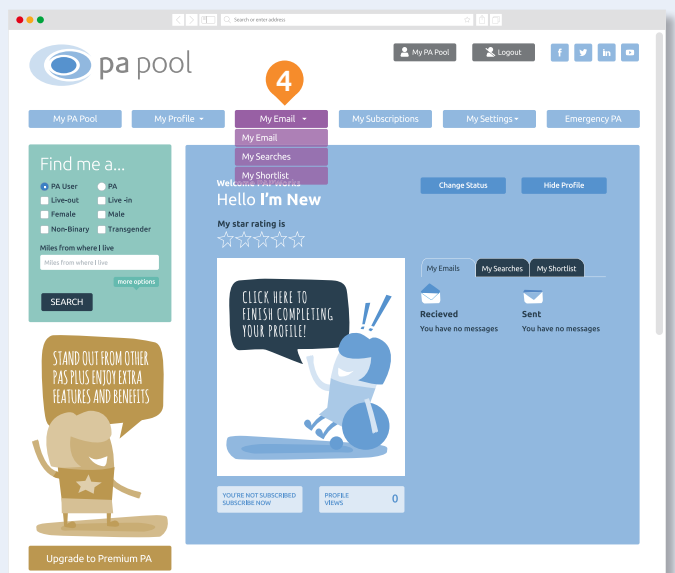 Search or enter address
pa pool
My PA Pool
Logout
4
My PA Pool
My Profile
My Email
My Subscriptions
My Settings
Emergency PA
My Email
My Searches
My Shortlist
Find me a...
PA User
PA
Live-out
Live -in
Female
Male
Non-Binary
Transgender
Miles from where I live
Miles from where I live
more options
SEARCH
Welcome PA Works
Hello I'm New
My star rating is
Change Status
Hide Profile
CLICK HERE TO
FINISH COMPLETING
YOUR PROFILE!
My Emails
My Searches
My Shortlist
Recieved
You have no messages
Sent
You have no messages
STAND OUT FROM OTHER
PAS PLUS ENJOY EXTRA
FEATURES AND BENEFITS
YOU'RE NOT SUBSCRIBED
SUBSCRIBE NOW
PROFILE
VIEWS
0
Upgrade to Premium PA